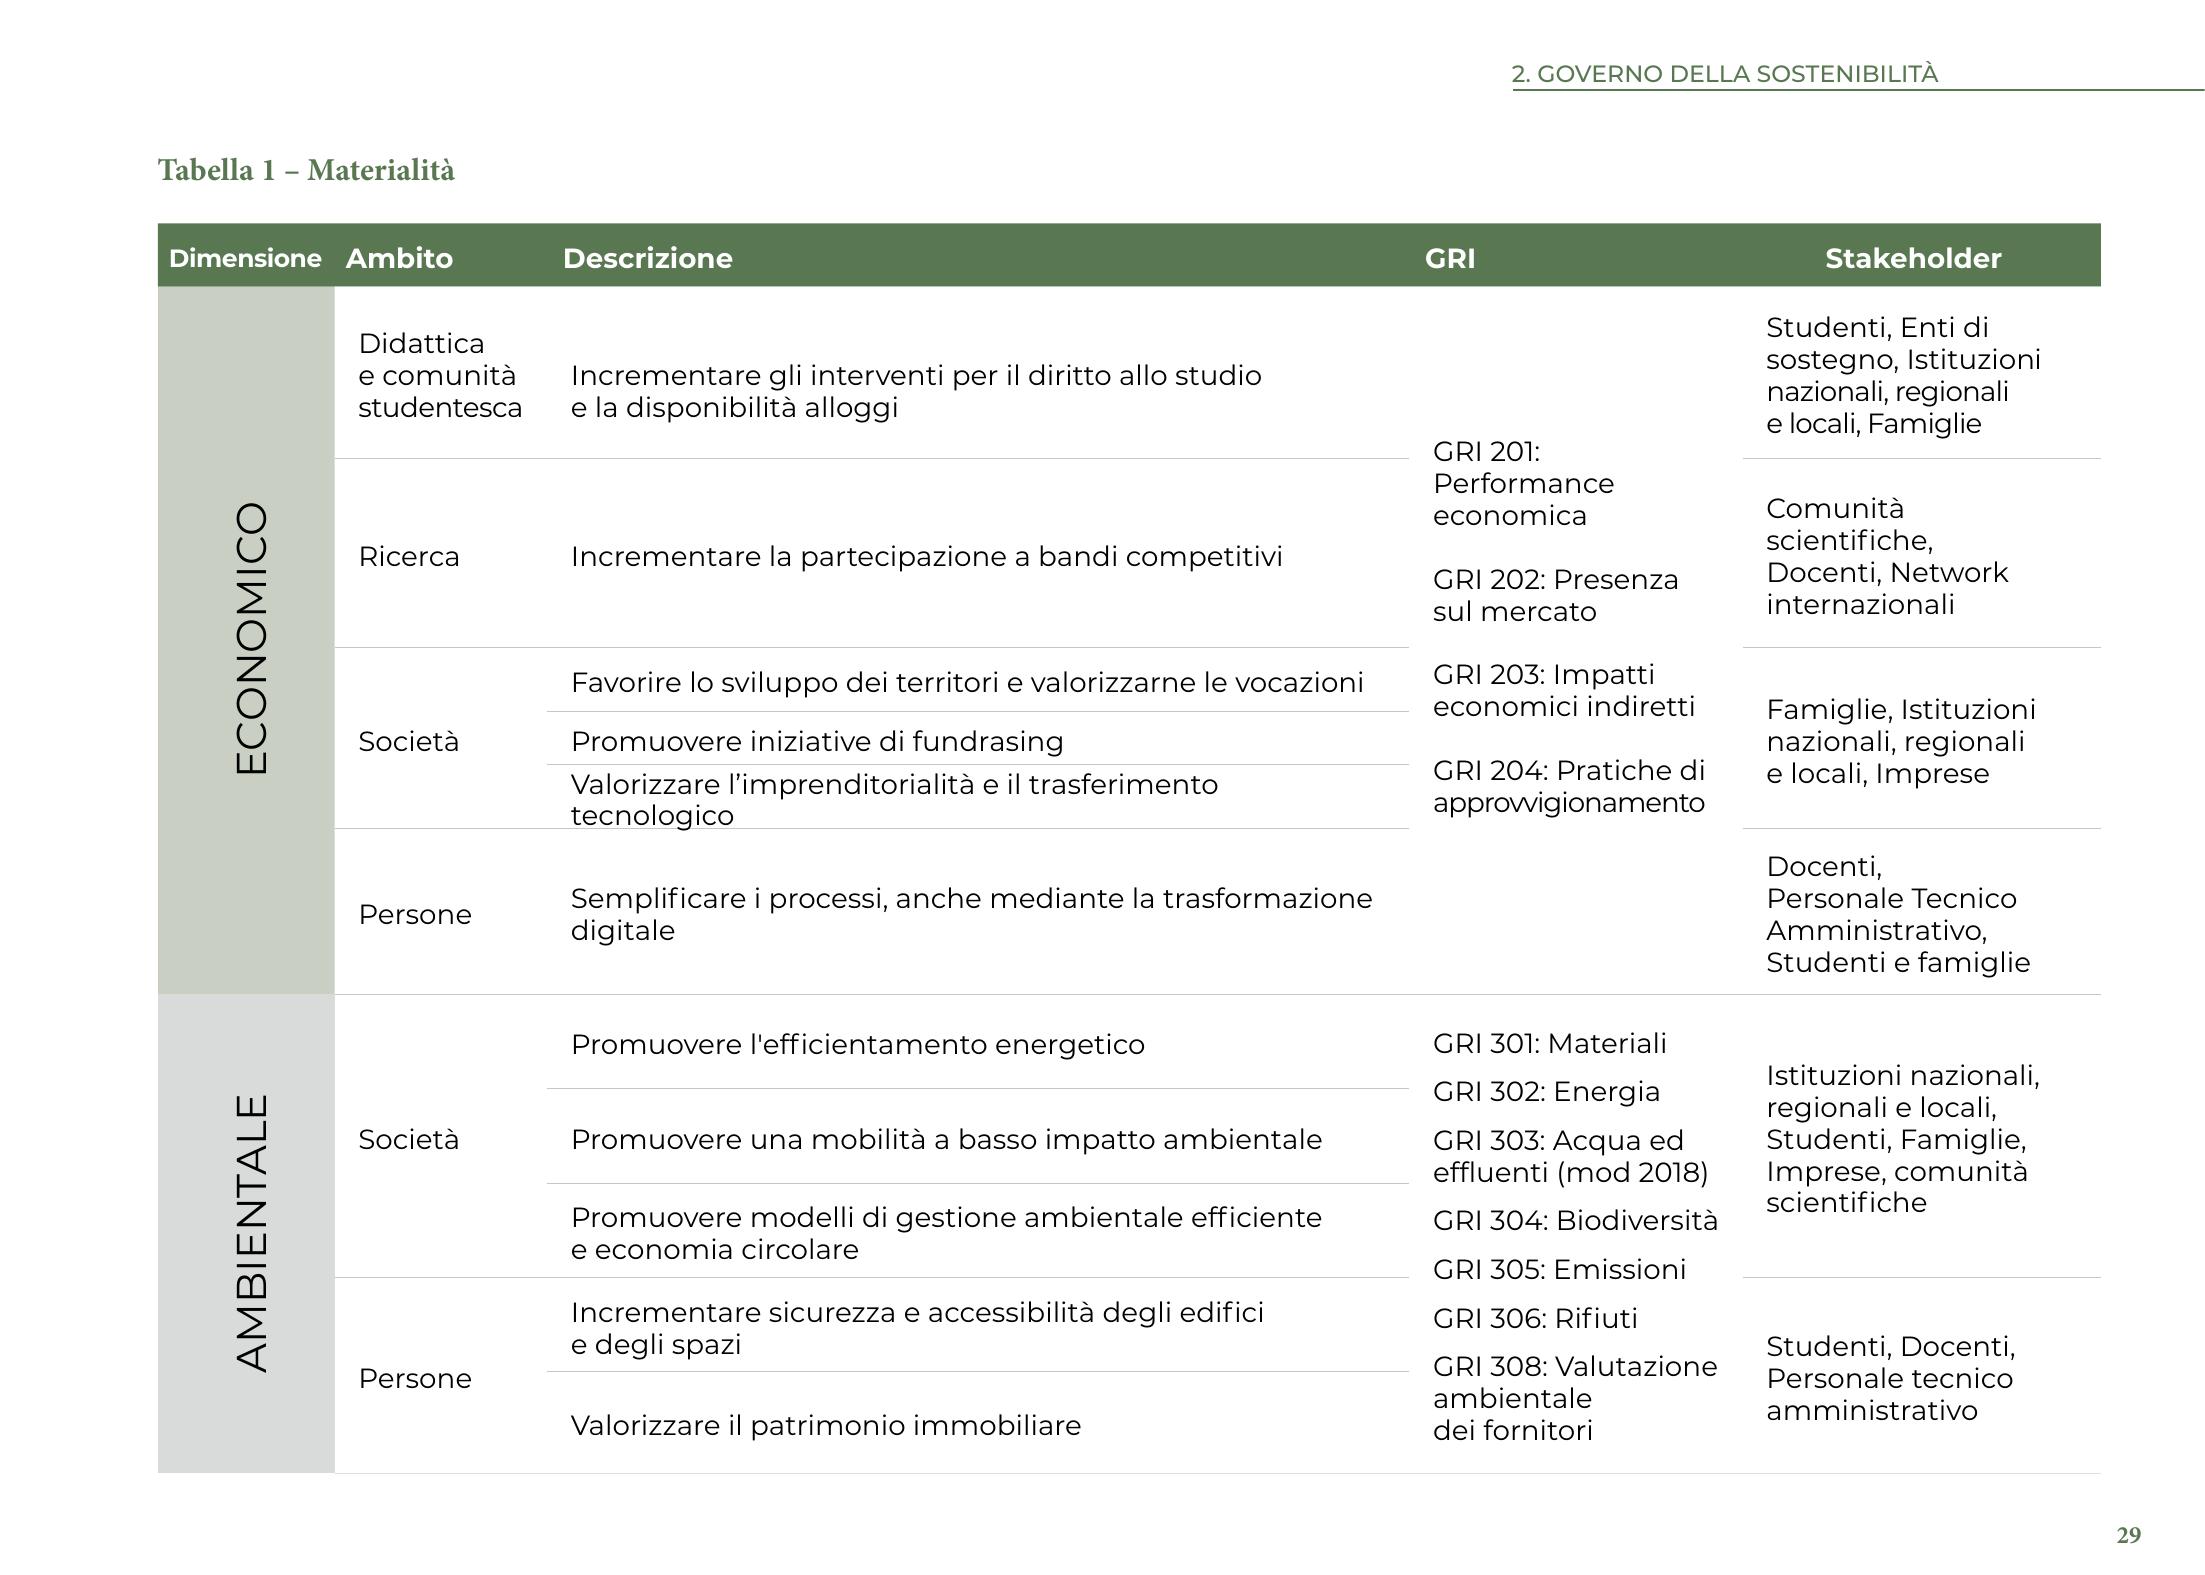 2. GOVERNO DELLA SOSTENIBILITÀ
Tabella 1 – Materialità
Dimensione Ambito Descrizione GRI Stakeholder
ECONOMICO
Didattica
e comunità
studentesca
Incrementare gli interventi per il diritto allo studio
e la disponibilità alloggi
Studenti, Enti di
sostegno, Istituzioni
nazionali, regionali
e locali, Famiglie
GRI 201:
Performance
economica
GRI 202: Presenza
sul mercato
GRI 203: Impatti
economici indiretti
GRI 204: Pratiche di
approvvigionamento
Ricerca
Incrementare la partecipazione a bandi competitivi
Comunità
scientifiche,
Docenti, Network
internazionali
Società
Favorire lo sviluppo dei territori e valorizzarne le vocazioni
Promuovere iniziative di fundrasing
Valorizzare l’imprenditorialità e il trasferimento
tecnologico
Famiglie, Istituzioni
nazionali, regionali
e locali, Imprese
Persone
Semplificare i processi, anche mediante la trasformazione
digitale
Docenti,
Personale Tecnico
Amministrativo,
Studenti e famiglie
AMBIENTALE
Società
Promuovere l'efficientamento energetico
Promuovere una mobilità a basso impatto ambientale
Promuovere modelli di gestione ambientale efficiente
e economia circolare
GRI 301: Materiali
GRI 302: Energia
GRI 303: Acqua ed
effluenti (mod 2018)
GRI 304: Biodiversità
GRI 305: Emissioni
GRI 306: Rifiuti
GRI 308: Valutazione
ambientale
dei fornitori
Istituzioni nazionali,
regionali e locali,
Studenti, Famiglie,
Imprese, comunità
scientifiche
Persone
Incrementare sicurezza e accessibilità degli edifici
e degli spazi
Valorizzare il patrimonio immobiliare
Studenti, Docenti,
Personale tecnico
amministrativo
29